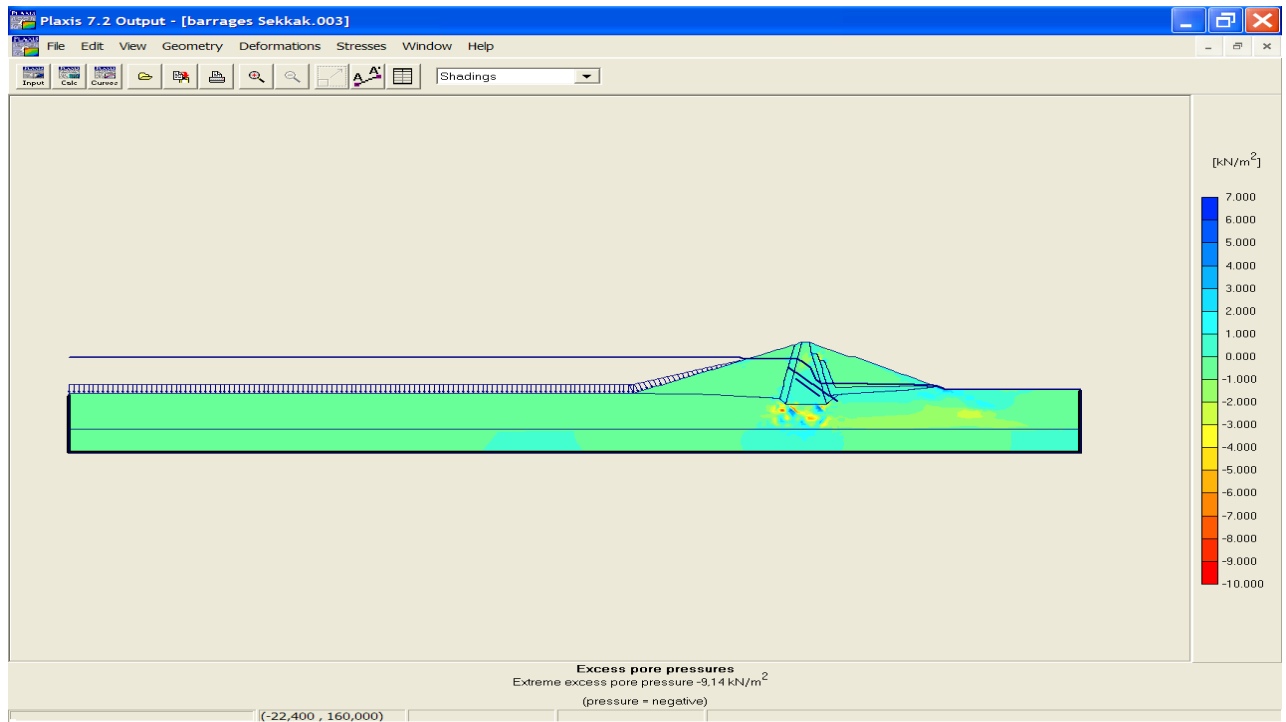 Plaxis 7.2 Output - [barrages Sekkak.003]
File Edit View Geometry Deformations Stresses Window Help
Input Calc Curves Shadings
[kN/m²]
7.000
6.000
5.000
4.000
3.000
2.000
1.000
0.000
-1.000
-2.000
-3.000
-4.000
-5.000
-6.000
-7.000
-8.000
-9.000
-10.000
Excess pore pressures
Extreme excess pore pressure -9,14 kN/m²
(pressure = negative)
(-22,400 , 160,000)